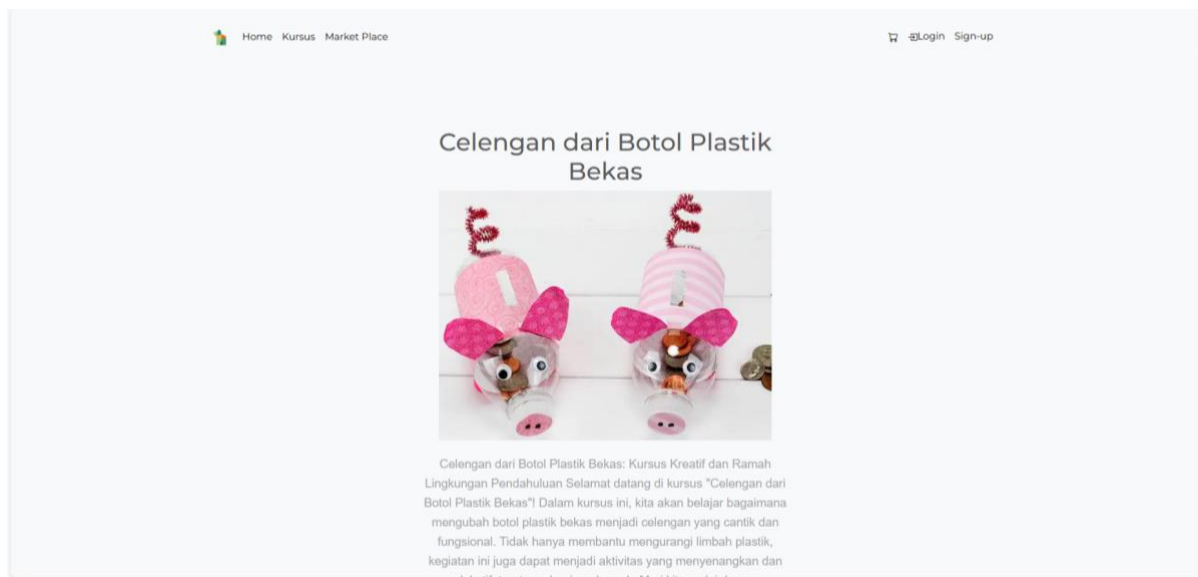 Home Kursus Market Place
Login Sign-up
Celengan dari Botol Plastik
Bekas
Celengan dari Botol Plastik Bekas: Kursus Kreatif dan Ramah
Lingkungan Pendahuluan Selamat datang di kursus "Celengan dari
Botol Plastik Bekas"! Dalam kursus ini, kita akan belajar bagaimana
mengubah botol plastik bekas menjadi celengan yang cantik dan
fungsional. Tidak hanya membantu mengurangi limbah plastik,
kegiatan ini juga dapat menjadi aktivitas yang menyenangkan dan